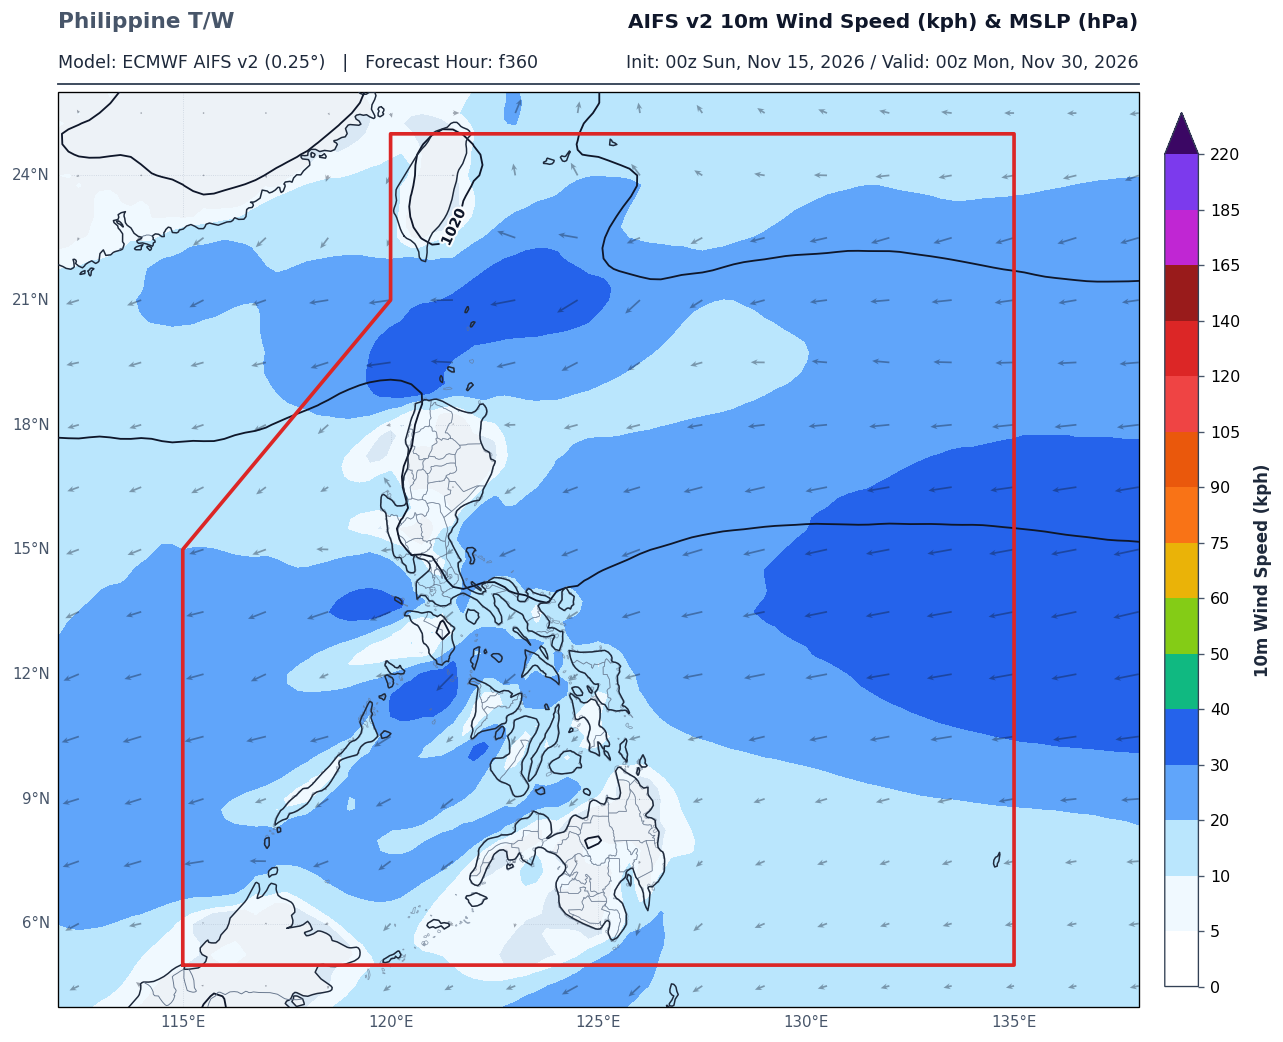 Philippine T/W
AIFS v2 10m Wind Speed (kph) & MSLP (hPa)
Model: ECMWF AIFS v2 (0.25°) | Forecast Hour: f360
Init: 00z Sun, Nov 15, 2026 / Valid: 00z Mon, Nov 30, 2026
24°N
21°N
18°N
15°N
12°N
9°N
6°N
115°E
120°E
125°E
130°E
135°E
1020
220
185
165
140
120
105
90
75
60
50
40
30
20
10
5
0
10m Wind Speed (kph)